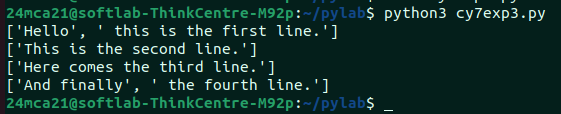 24mca21@softlab-ThinkCentre-M92p:~/pylab$ python3 cy7exp3.py
['Hello', ' this is the first line.']
['This is the second line.']
['Here comes the third line.']
['And finally', ' the fourth line.']
24mca21@softlab-ThinkCentre-M92p:~/pylab$ _